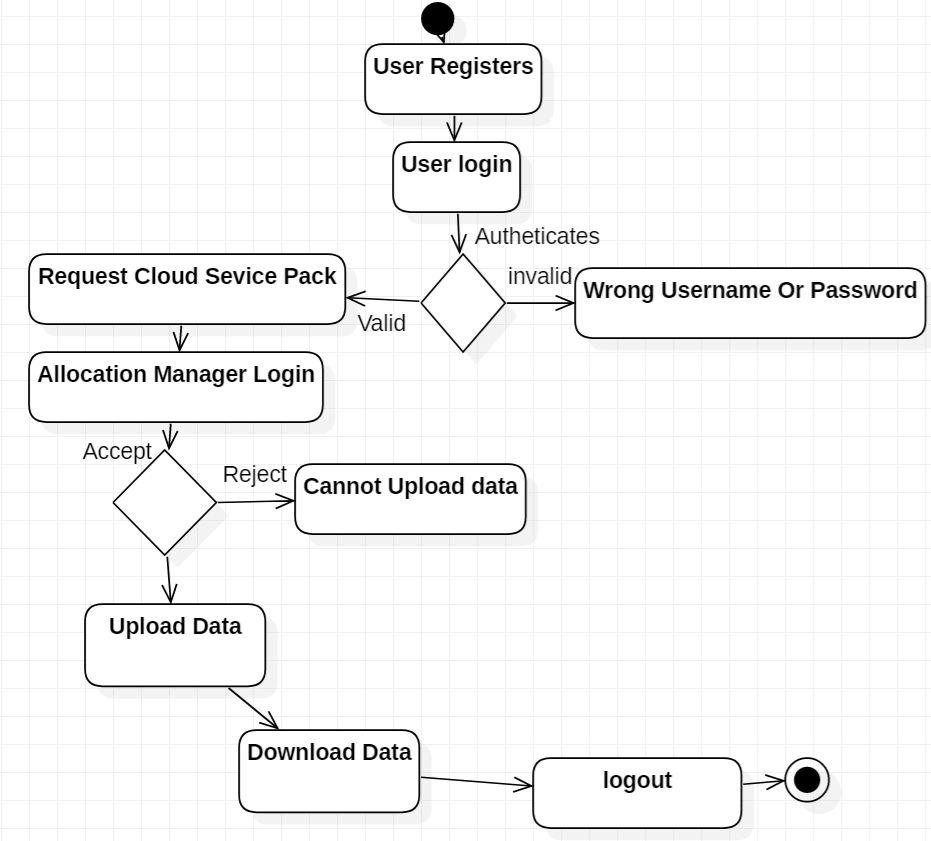 User Registers
User login
Autheticates
invalid
Wrong Username Or Password
Request Cloud Sevice Pack
Valid
Allocation Manager Login
Accept
Reject
Cannot Upload data
Upload Data
Download Data
logout